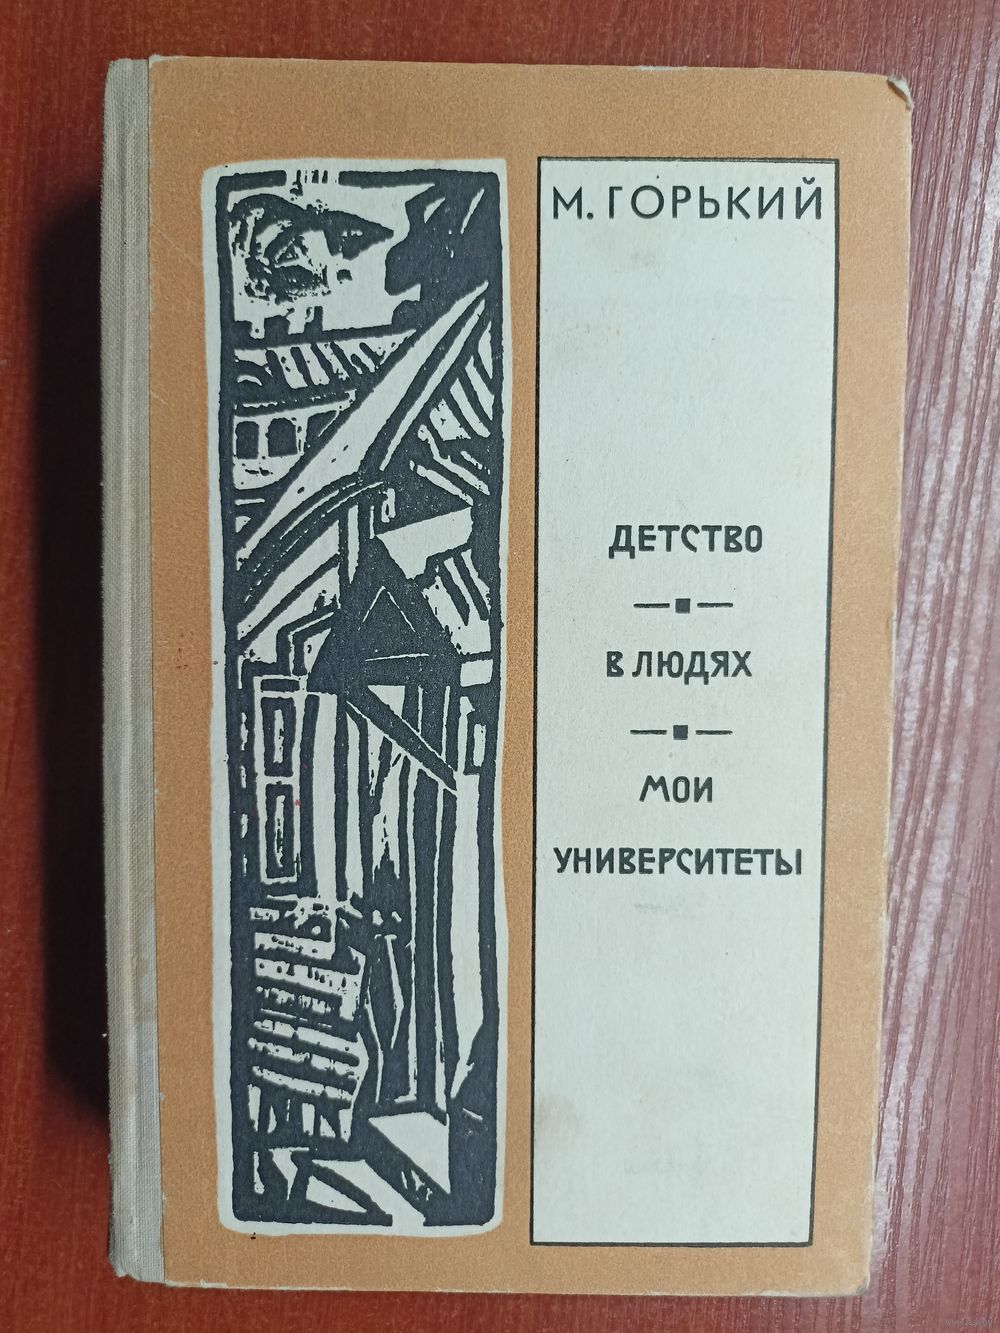 М. ГОРЬКИЙ
ДЕТСТВО
В ЛЮДЯХ
МОИ
УНИВЕРСИТЕТЫ